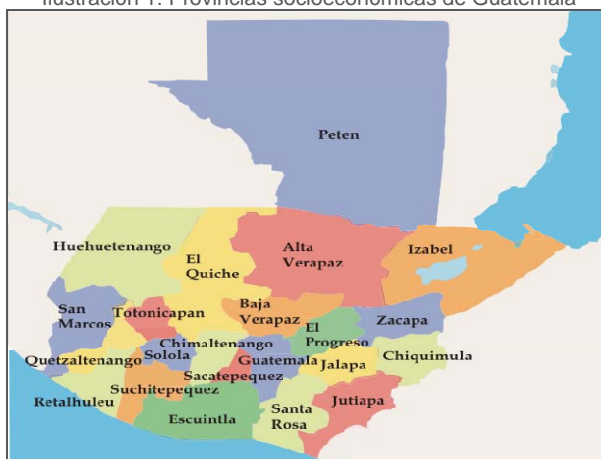 Ilustración 1. Provincias socioeconómicas de Guatemala
Peten
Huehuetenango
El
Quiche
Alta
Verapaz
Izabel
San
Marcos
Totonicapan
Baja
Verapaz
El
Progreso
Zacapa
Quetzaltenango
Solola
Chimaltenango
Guatemala
Sacatepequez
Jalapa
Chiquimula
Retalhuleu
Suchitepequez
Escuintla
Santa
Rosa
Jutiapa